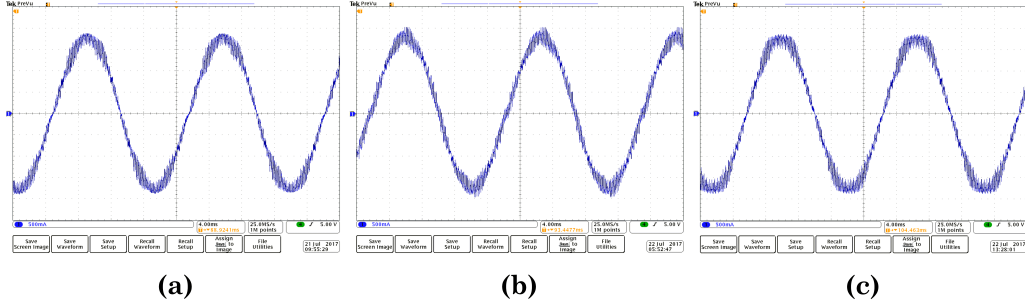 Tek PreVu
500mA
4.00ms
25.0MS/s
1M points
5.00 V
Save Screen Image
Save Waveform
Save Setup
Recall Waveform
Recall Setup
Assign Save to Image
File Utilities
21 Jul 2017
09:55:20
(a)
Tek PreVu
500mA
4.00ms
25.0MS/s
1M points
5.00 V
Save Screen Image
Save Waveform
Save Setup
Recall Waveform
Recall Setup
Assign Save to Image
File Utilities
22 Jul 2017
05:52:47
(b)
Tek PreVu
500mA
4.00ms
25.0MS/s
1M points
5.00 V
Save Screen Image
Save Waveform
Save Setup
Recall Waveform
Recall Setup
Assign Save to Image
File Utilities
22 Jul 2017
13:28:01
(c)